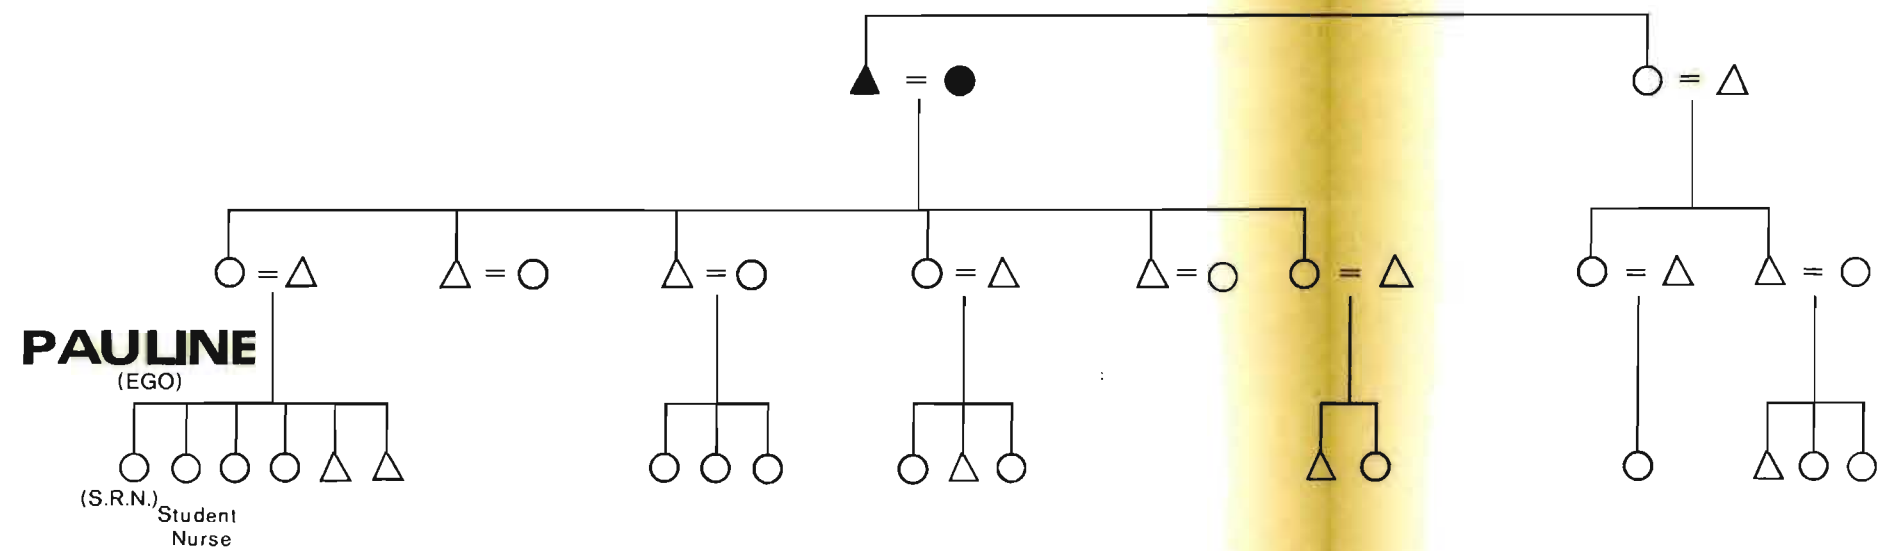 PAULINE
(EGO)
(S.R.N.)
Student
Nurse